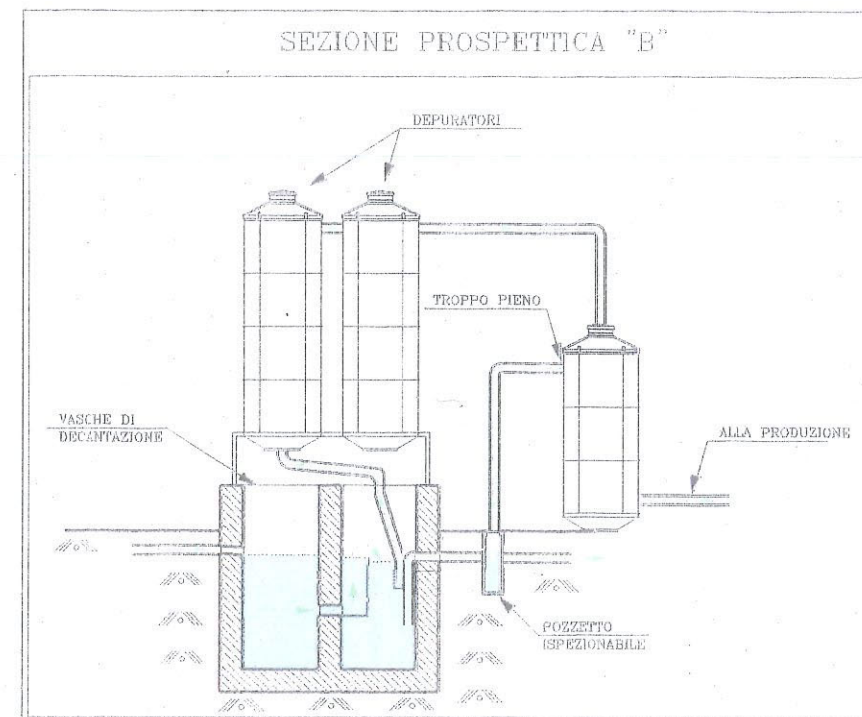 SEZIONE PROSPETTICA "B"
DEPURATORI
TROPPO PIENO
VASCHE DI
DECANTAZIONE
ALLA PRODUZIONE
POZZETTO
ISPEZIONABILE